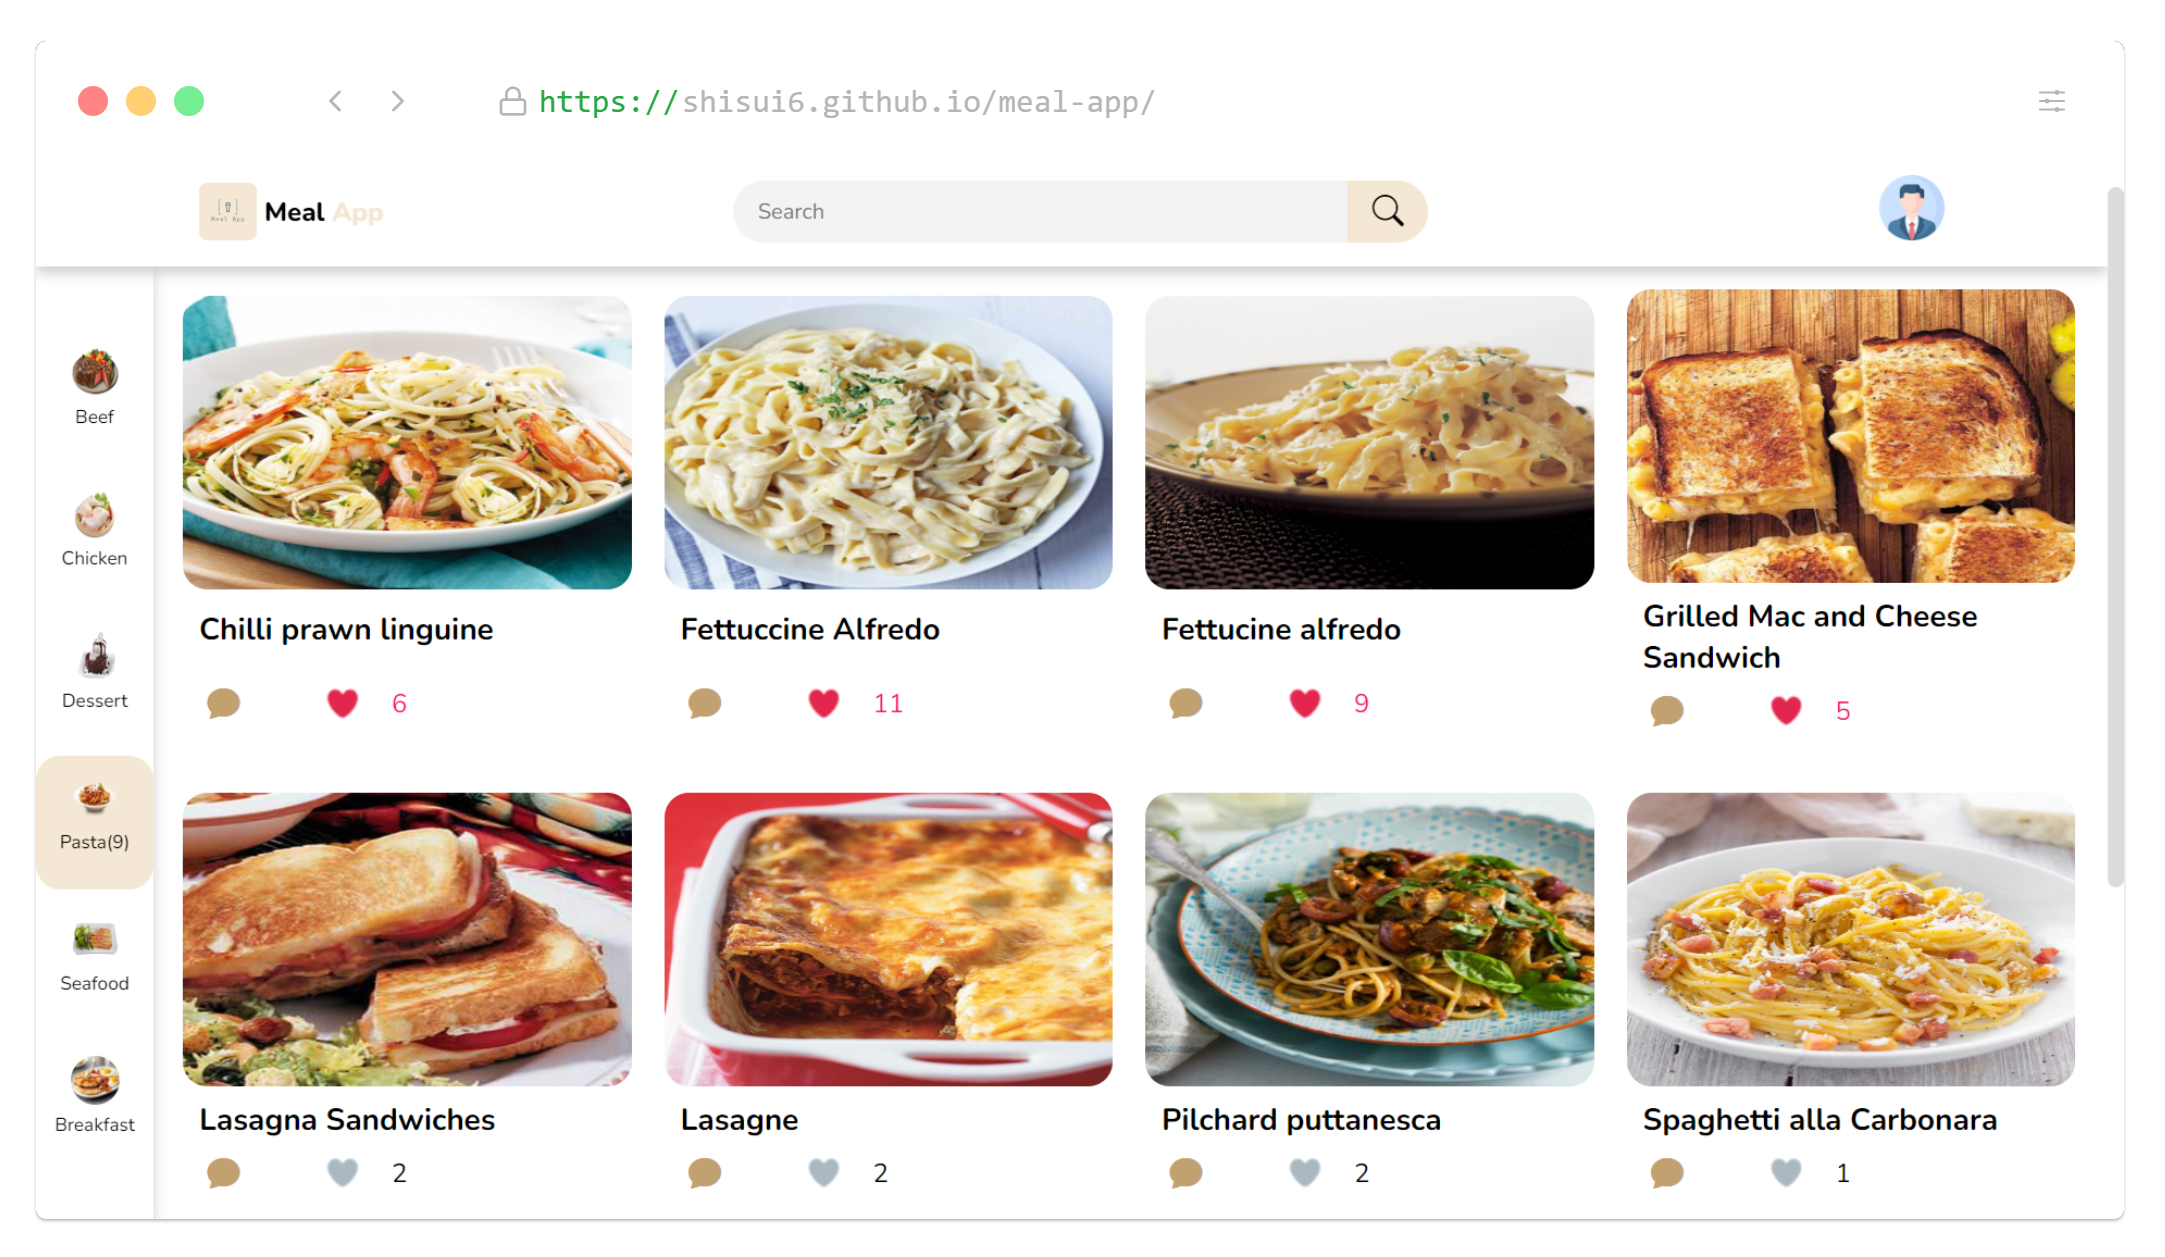 https://shisui6.github.io/meal-app/
Meal App
Meal App
Search
Beef
Chicken
Dessert
Pasta(9)
Seafood
Breakfast
Chilli prawn linguine
6
Fettuccine Alfredo
11
Fettucine alfredo
9
Grilled Mac and Cheese
Sandwich
5
Lasagna Sandwiches
2
Lasagne
2
Pilchard puttanesca
2
Spaghetti alla Carbonara
1